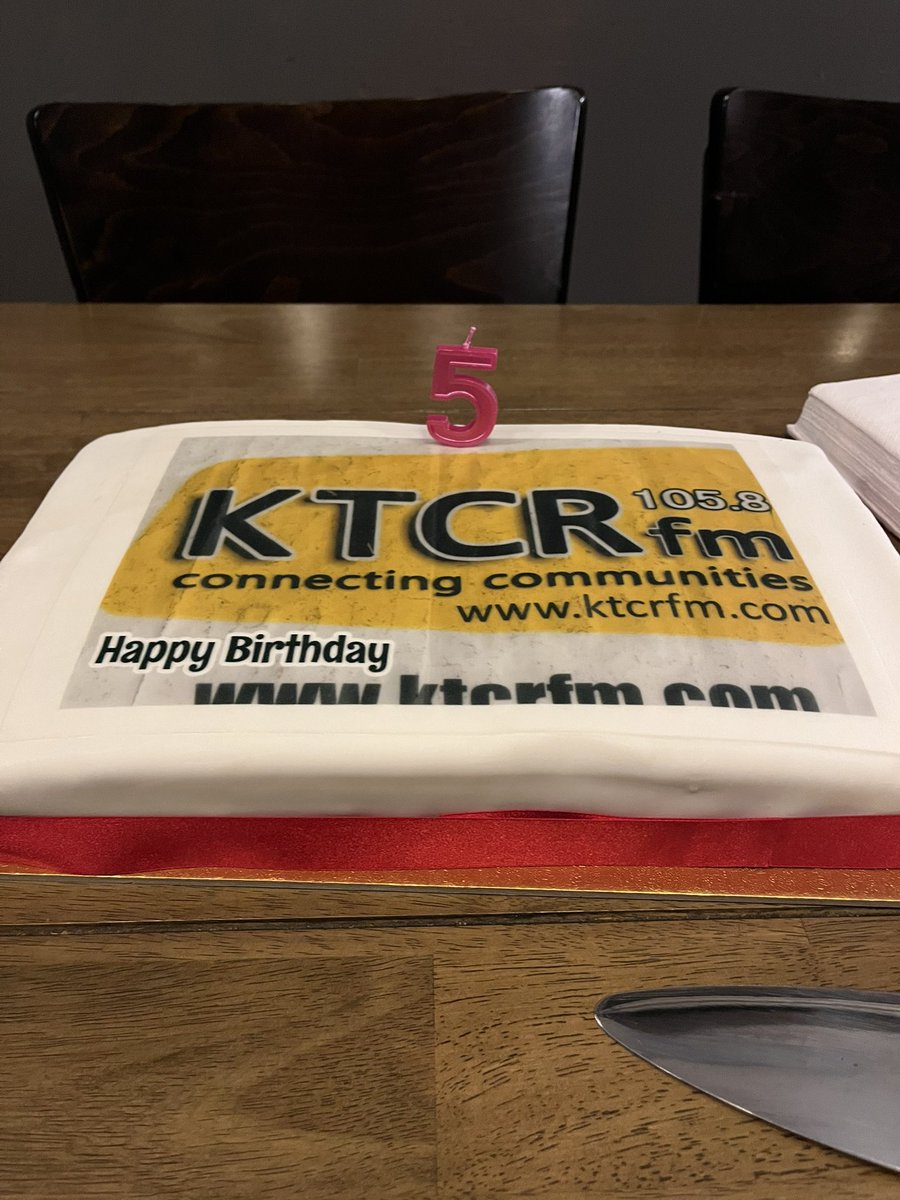 5
KTCR 105.8
fm
connecting communities
www.ktcrfm.com
Happy Birthday
www.ktcrfm.com